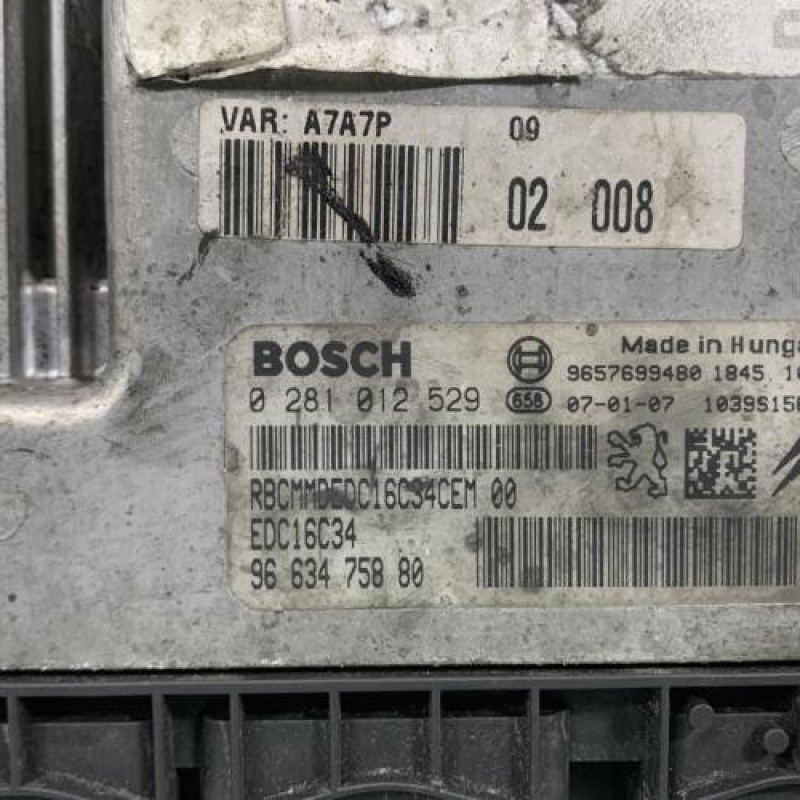 VAR: A7A7P 09
02 008
BOSCH
Made in Hunga
9657699480 1845
0 281 012 529
658
07-01-07 1039S15
RBCMMDEDC16C34CEM 00
EDC16C34
96 634 758 80